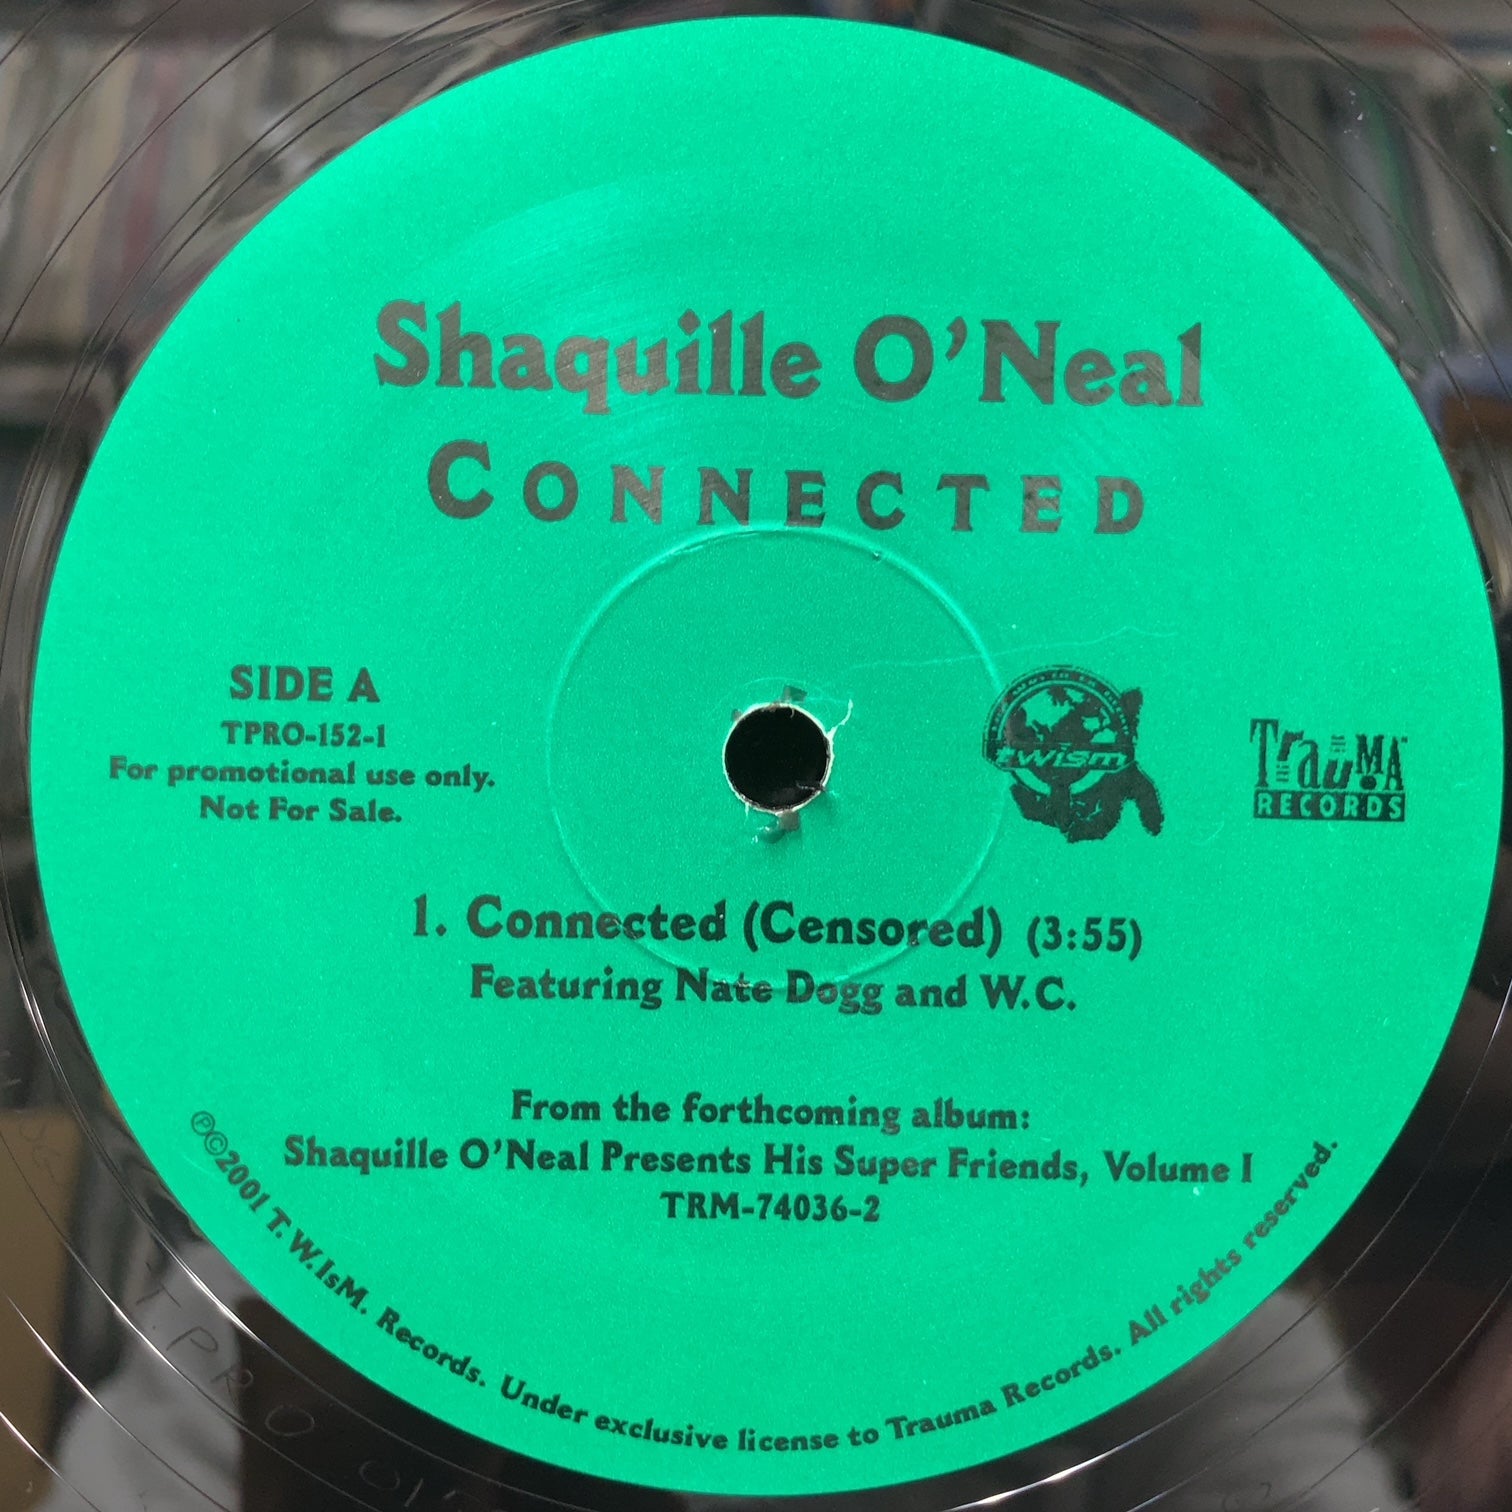 Shaquille O'Neal
CONNECTED
SIDE A
TPRO-152-1
For promotional use only.
Not For Sale.
twism
TrauMA
RECORDS
1. Connected (Censored) (3:55)
Featuring Nate Dogg and W.C.
From the forthcoming album:
Shaquille O'Neal Presents His Super Friends, Volume I
TRM-74036-2
℗©2001 T.W.IsM. Records. Under exclusive license to Trauma Records. All rights reserved.
T.PRO